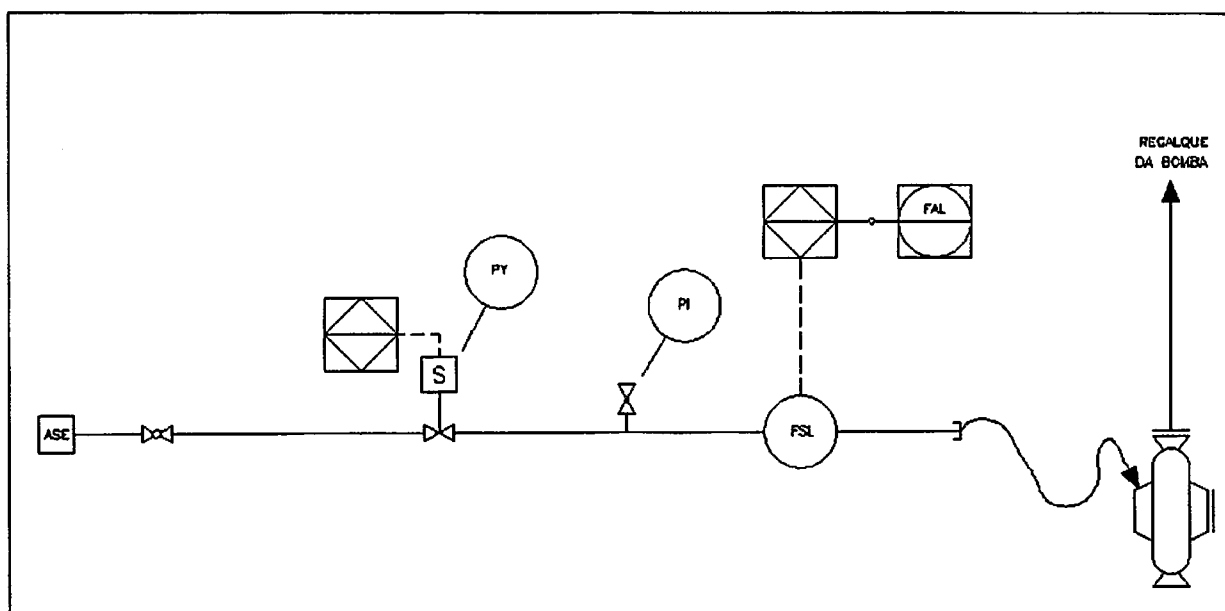 RECALQUE
DA BOMBA
FAL
PY
PI
S
ASE
FSL